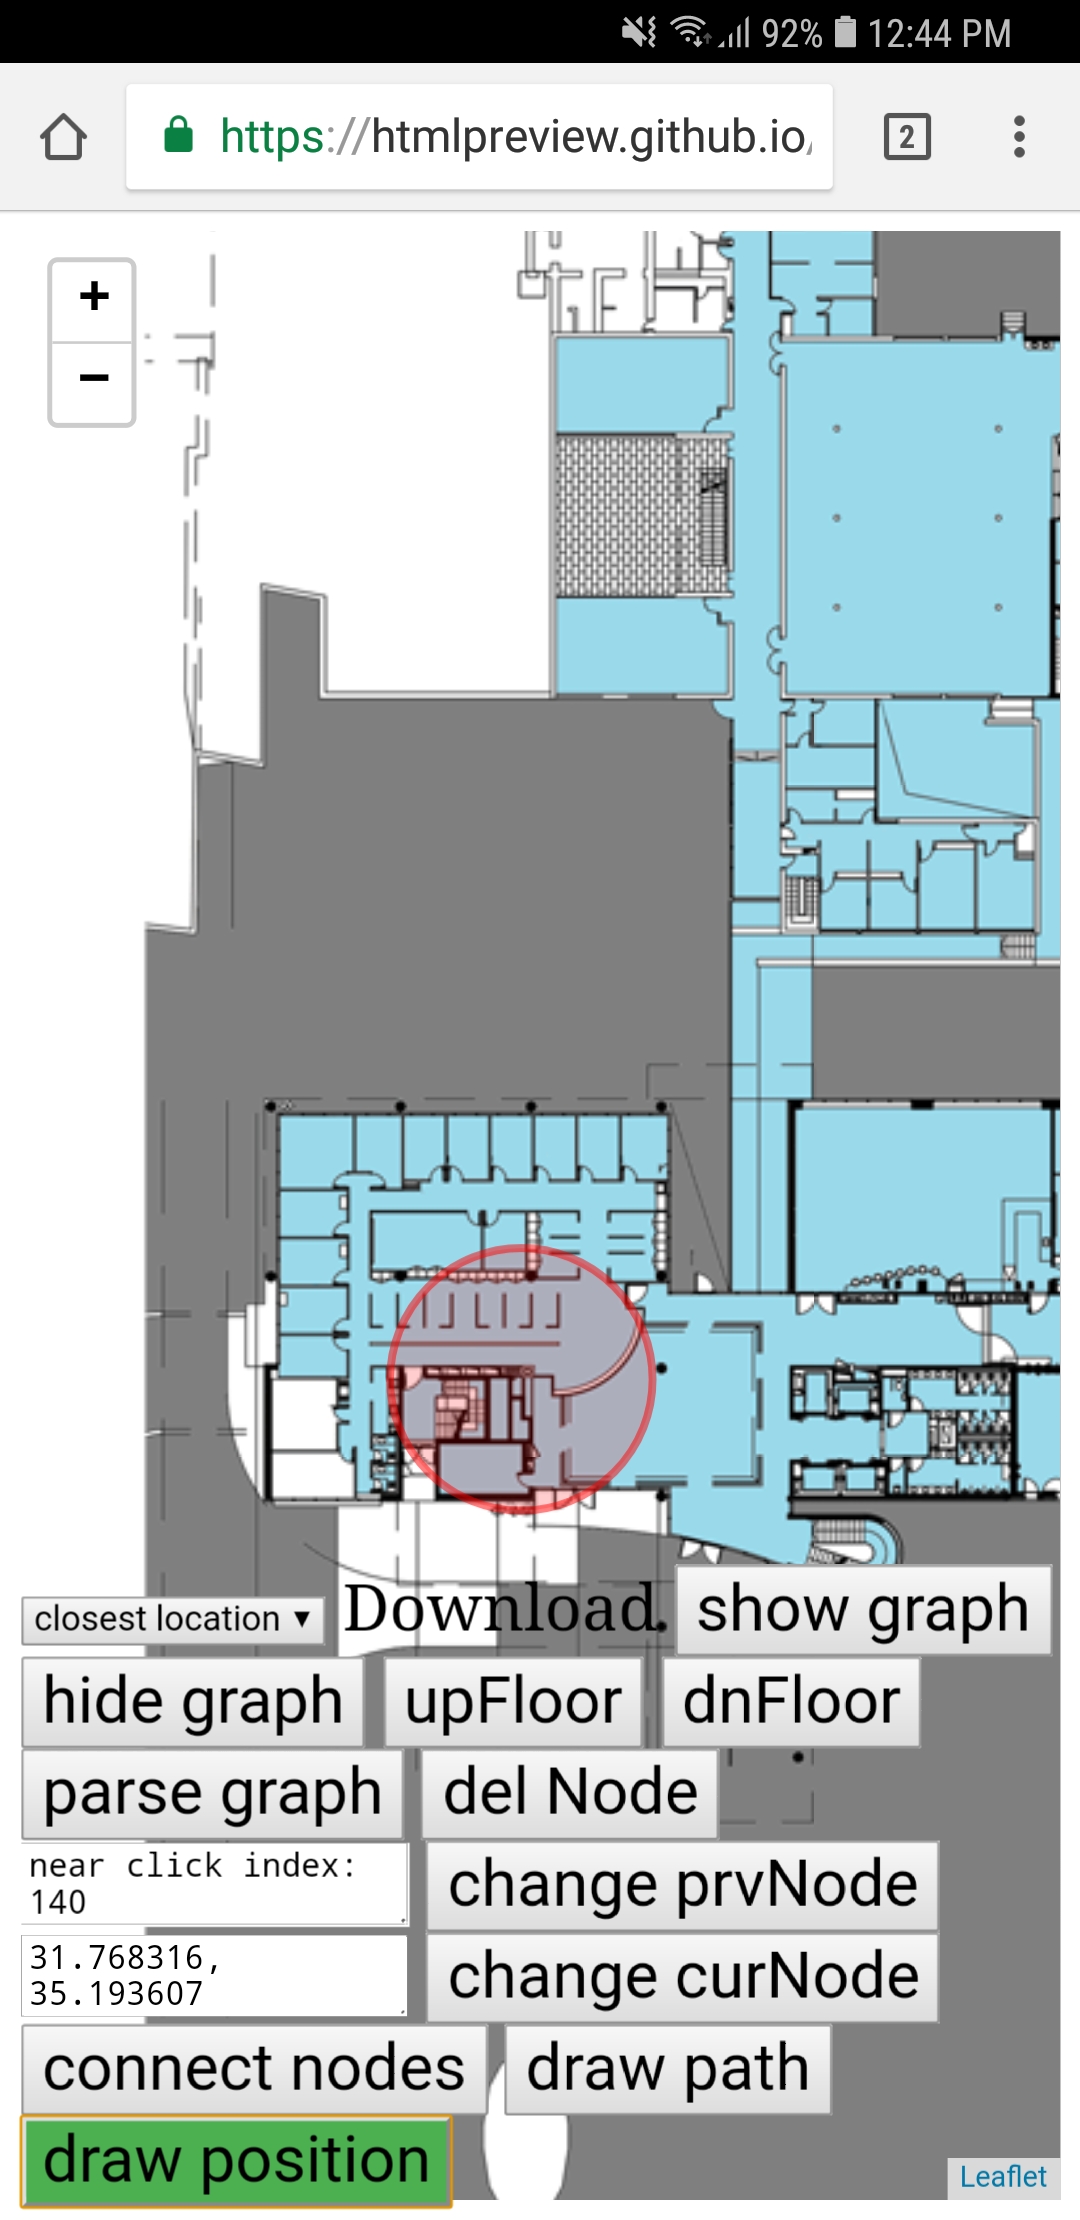 92% 12:44 PM
https://htmlpreview.github.io/
2
+
−
closest location ▼ Download. show graph
hide graph upFloor dnFloor
parse graph del Node
near click index:
140
change prvNode
31.768316,
35.193607
change curNode
connect nodes draw path
draw position
Leaflet